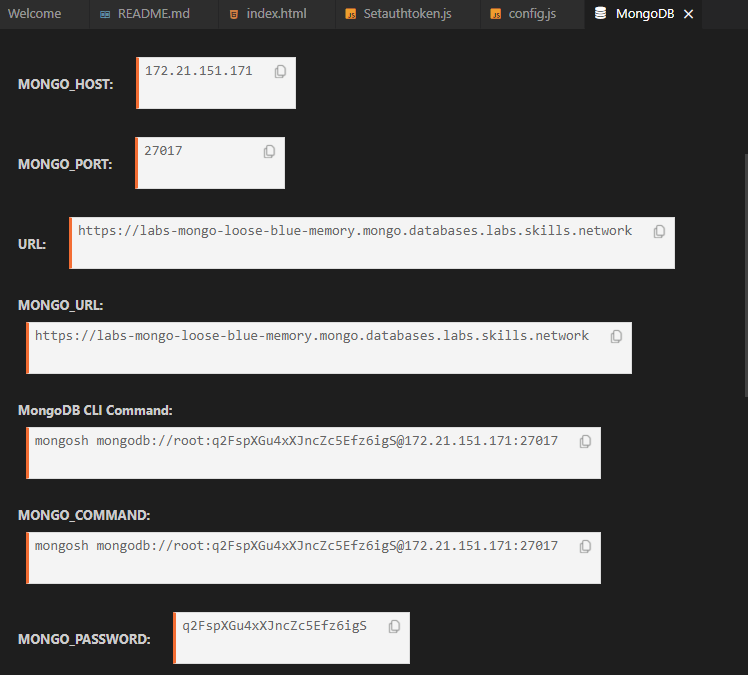 Welcome README.md index.html Setauthtoken.js config.js MongoDB
MONGO_HOST: 172.21.151.171
MONGO_PORT: 27017
URL: https://labs-mongo-loose-blue-memory.mongo.databases.labs.skills.network
MONGO_URL:
https://labs-mongo-loose-blue-memory.mongo.databases.labs.skills.network
MongoDB CLI Command:
mongosh mongodb://root:q2FspXGu4xXJncZc5Efz6igS@172.21.151.171:27017
MONGO_COMMAND:
mongosh mongodb://root:q2FspXGu4xXJncZc5Efz6igS@172.21.151.171:27017
MONGO_PASSWORD: q2FspXGu4xXJncZc5Efz6igS